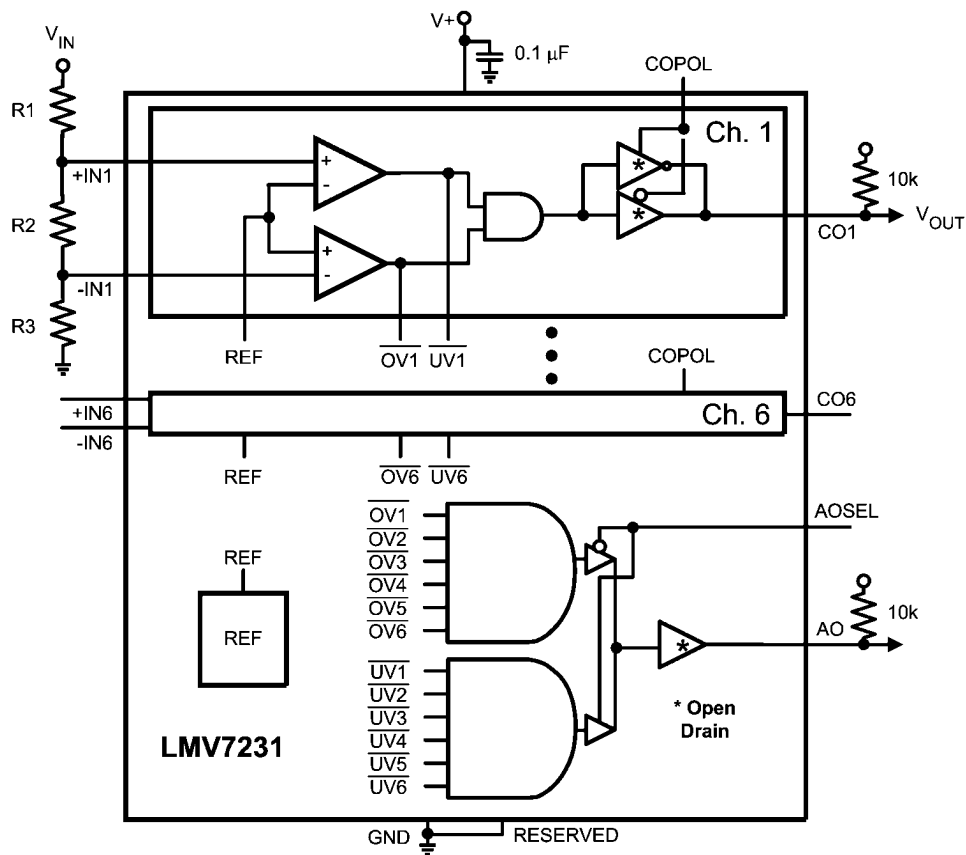 V+
VIN
0.1 μF
COPOL
R1
Ch. 1
+IN1
+
-
*
10k
R2
*
CO1
VOUT
+
-
-IN1
R3
REF
OV1
UV1
COPOL
+IN6
Ch. 6
CO6
-IN6
REF
OV6
UV6
OV1
AOSEL
OV2
REF
OV3
OV4
OV5
10k
REF
OV6
AO
*
UV1
UV2
UV3
* Open
Drain
LMV7231
UV4
UV5
UV6
GND
RESERVED